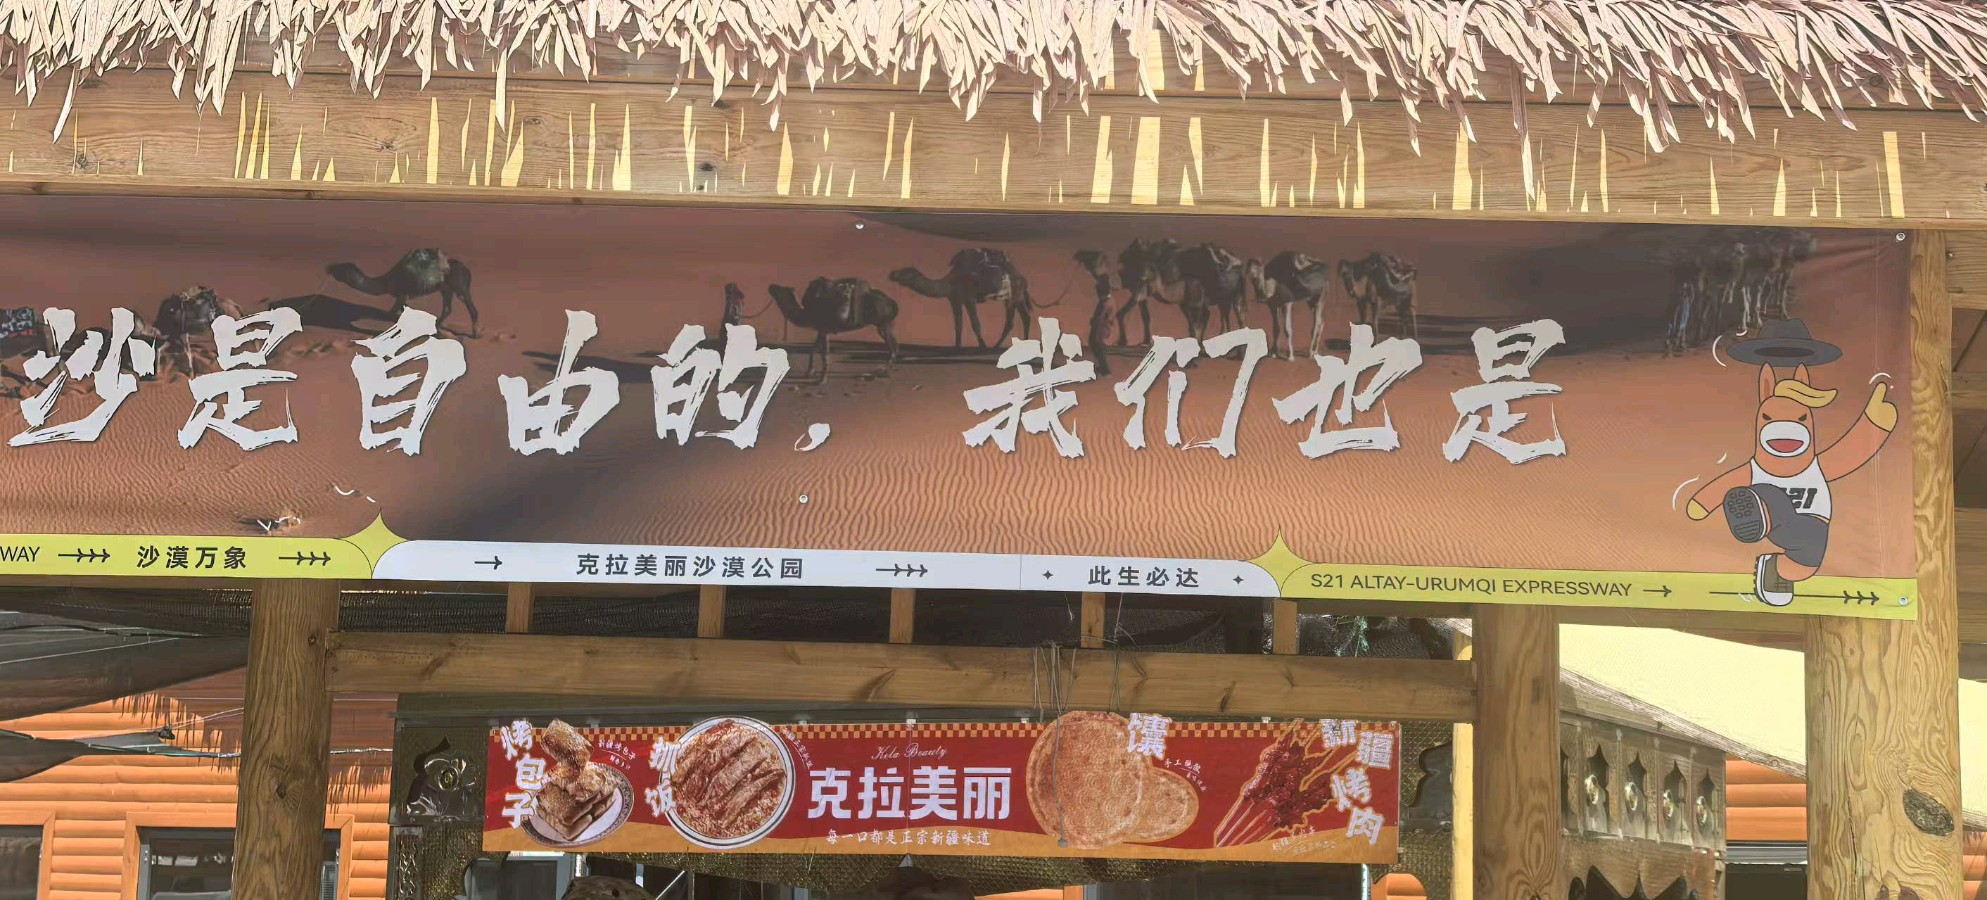 沙是自由的，我们也是
WAY
沙漠万象
克拉美丽沙漠公园
此生必达
S21 ALTAY-URUMQI EXPRESSWAY
S21
烤包子
抓饭
Kela Beauty
克拉美丽
每一口都是正宗新疆味道
馕
新疆烤肉